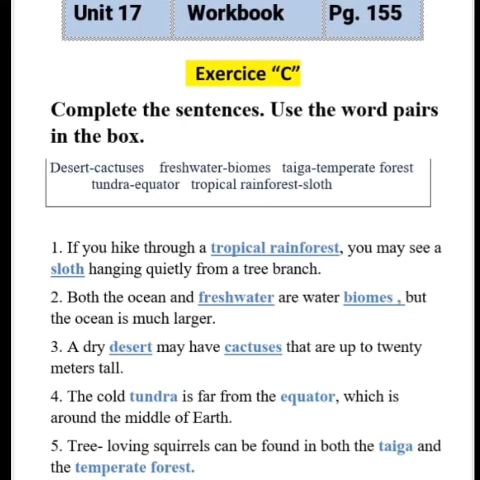 Unit 17 Workbook Pg. 155
Exercice “C”
Complete the sentences. Use the word pairs
in the box.
Desert-cactuses freshwater-biomes taiga-temperate forest
tundra-equator tropical rainforest-sloth
1. If you hike through a tropical rainforest, you may see a
sloth hanging quietly from a tree branch.
2. Both the ocean and freshwater are water biomes , but
the ocean is much larger.
3. A dry desert may have cactuses that are up to twenty
meters tall.
4. The cold tundra is far from the equator, which is
around the middle of Earth.
5. Tree- loving squirrels can be found in both the taiga and
the temperate forest.